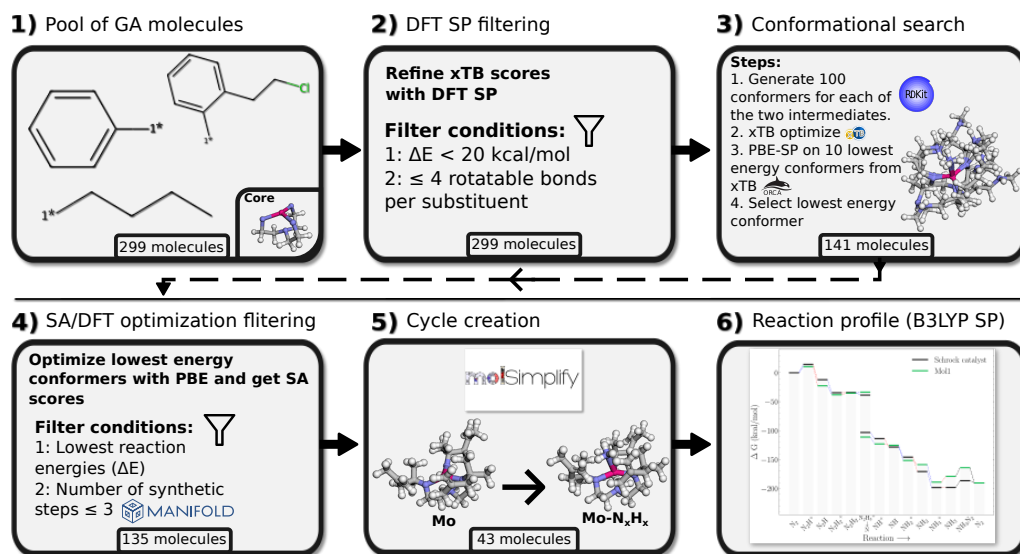 1) Pool of GA molecules
1*
Cl
1*
1*
Core
299 molecules
2) DFT SP filtering
Refine xTB scores
with DFT SP
Filter conditions:
1: ΔE < 20 kcal/mol
2: ≤ 4 rotatable bonds
per substituent
299 molecules
3) Conformational search
Steps:
1. Generate 100
conformers for each of
the two intermediates.
2. xTB optimize
3. PBE-SP on 10 lowest
energy conformers from
xTB
4. Select lowest energy
conformer
RDKit
ORCA
141 molecules
4) SA/DFT optimization flitering
Optimize lowest energy
conformers with PBE and get SA
scores
Filter conditions:
1: Lowest reaction
energies (ΔE)
2: Number of synthetic
steps ≤ 3 MANIFOLD
135 molecules
5) Cycle creation
molSimplify
Mo
Mo-NₓHₓ
43 molecules
6) Reaction profile (B3LYP SP)
Schrock catalyst
Mol1
Δ G (kcal/mol)
0
−50
−100
−150
−200
Reaction ⟶